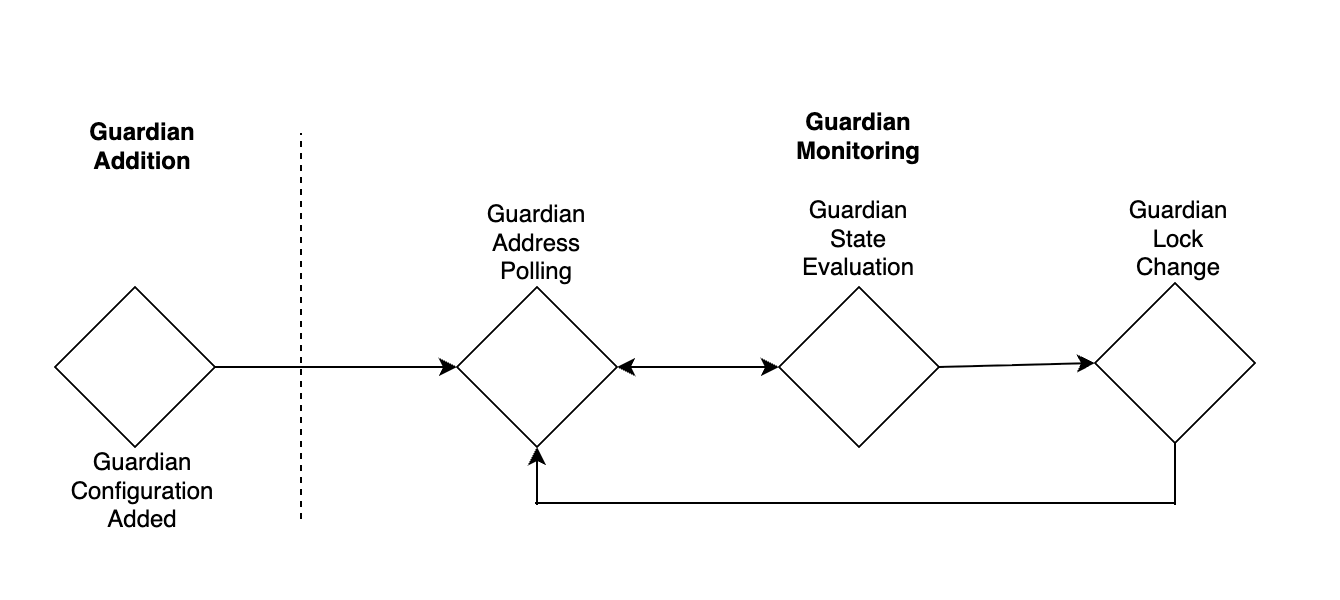 Guardian
Addition
Guardian
Monitoring
Guardian
Address
Polling
Guardian
State
Evaluation
Guardian
Lock
Change
Guardian
Configuration
Added